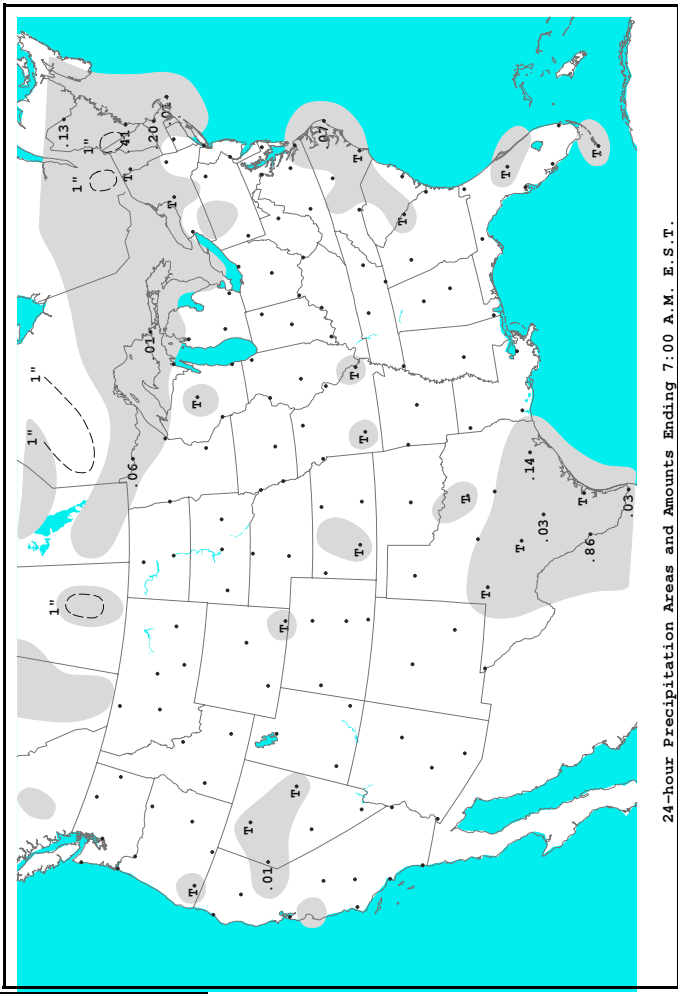 1"
1"
1"
.13
1"
1"
.41
T
.06
.01
.20
.01
T
T
T
T
.01
T
T
.07
T
T
T
T
T
T
T
T
T
.14
.03
T
.86
T
.03
24-hour Precipitation Areas and Amounts Ending 7:00 A.M. E.S.T.